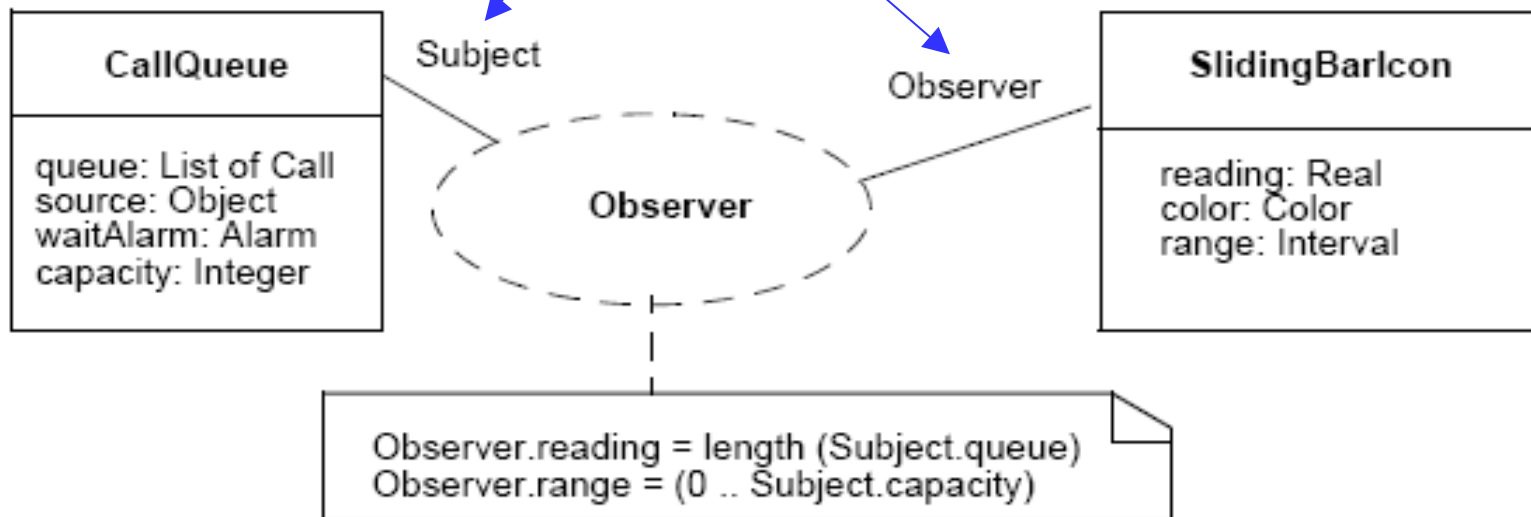 CallQueue
queue: List of Call
source: Object
waitAlarm: Alarm
capacity: Integer
Subject
Observer
Observer
SlidingBarIcon
reading: Real
color: Color
range: Interval
Observer.reading = length (Subject.queue)
Observer.range = (0 .. Subject.capacity)